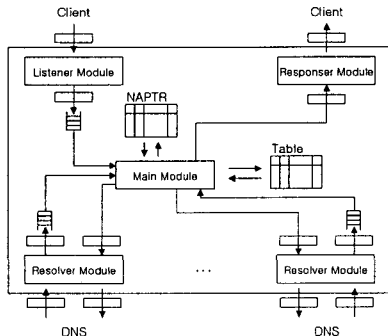 Client
Client
Listener Module
Responser Module
NAPTR
Table
Main Module
Resolver Module
...
Resolver Module
DNS
DNS